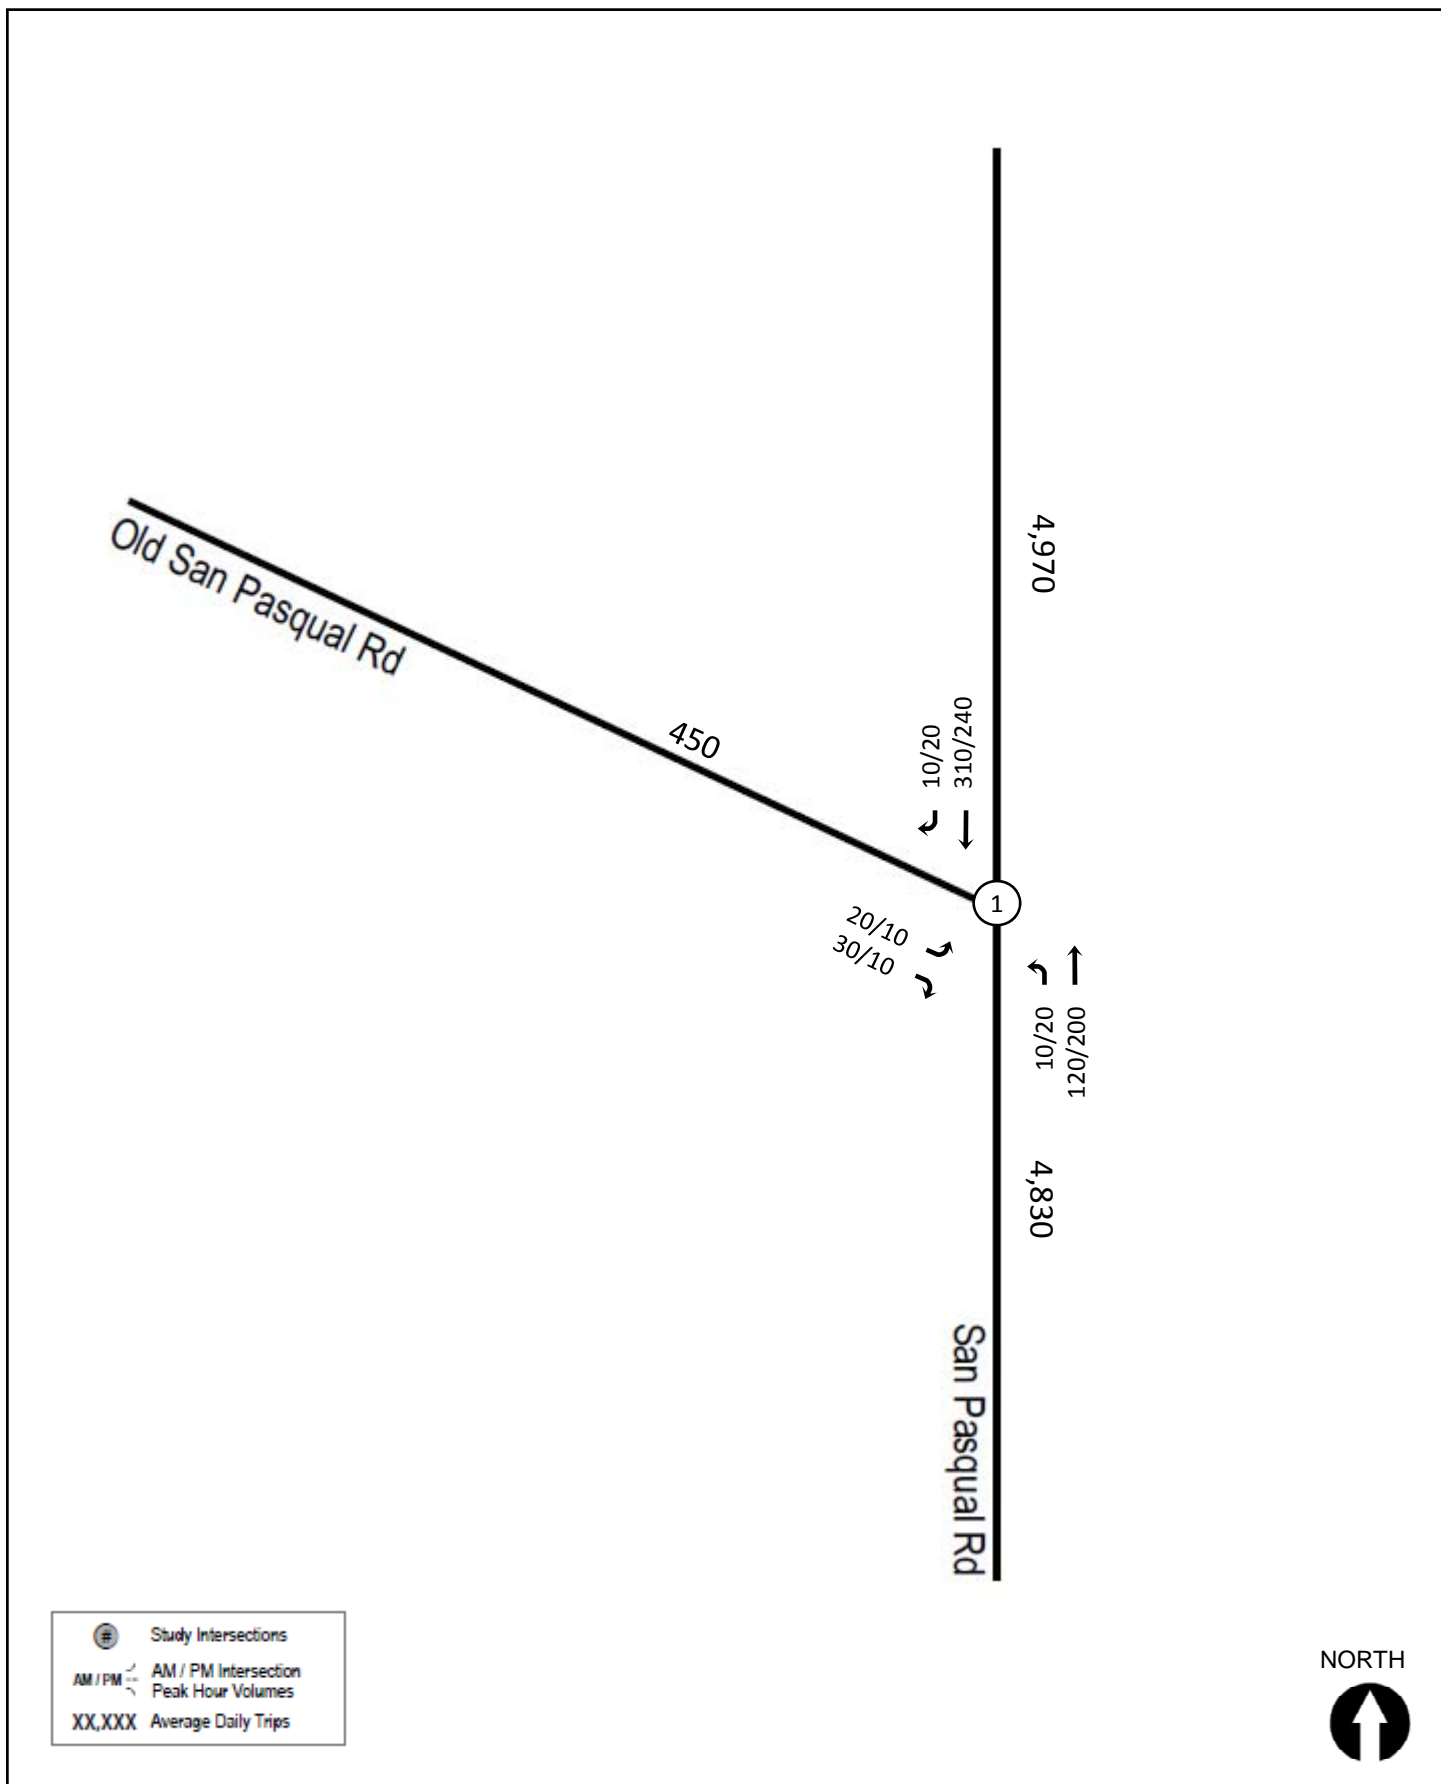 4,970
Old San Pasqual Rd
450
10/20
310/240
1
20/10
30/10
10/20
120/200
4,830
San Pasqual Rd
# Study Intersections
AM / PM AM / PM Intersection
Peak Hour Volumes
XX,XXX Average Daily Trips
NORTH